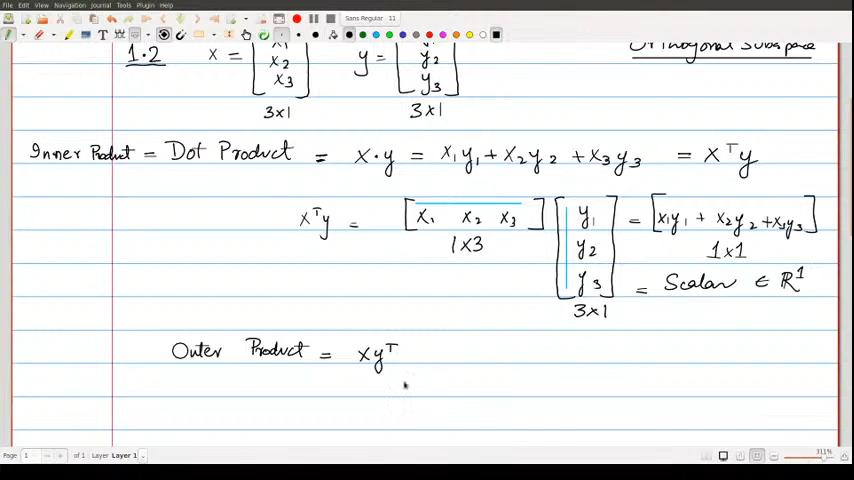 File Edit View Navigation Journal Tools Plugin Help
Sans Regular 11
1.2 x = [ x1 y = [ y1 Orthogonal Subspace
x2 y2
x3 ] y3 ]
3x1 3x1
Inner Product = Dot Product = x·y = x1y1 + x2y2 + x3y3 = xᵀy
xᵀy = [ x1 x2 x3 ] [ y1 = [ x1y1 + x2y2 + x3y3 ]
1x3 y2 1x1
y3 ] = Scalar ∈ ℝ¹
3x1
Outer Product = xyᵀ
311%
Page 1 of 1 Layer Layer 1